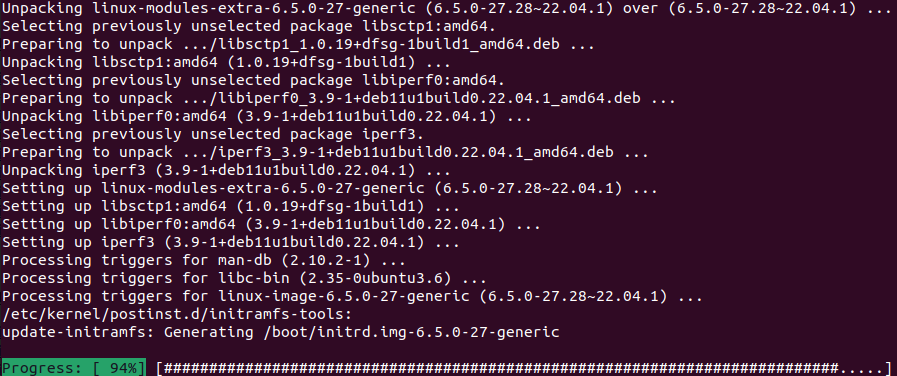 Unpacking linux-modules-extra-6.5.0-27-generic (6.5.0-27.28~22.04.1) over (6.5.0-27.28~22.04.1) ...
Selecting previously unselected package libsctp1:amd64.
Preparing to unpack .../libsctp1_1.0.19+dfsg-1build1_amd64.deb ...
Unpacking libsctp1:amd64 (1.0.19+dfsg-1build1) ...
Selecting previously unselected package libiperf0:amd64.
Preparing to unpack .../libiperf0_3.9-1+deb11u1build0.22.04.1_amd64.deb ...
Unpacking libiperf0:amd64 (3.9-1+deb11u1build0.22.04.1) ...
Selecting previously unselected package iperf3.
Preparing to unpack .../iperf3_3.9-1+deb11u1build0.22.04.1_amd64.deb ...
Unpacking iperf3 (3.9-1+deb11u1build0.22.04.1) ...
Setting up linux-modules-extra-6.5.0-27-generic (6.5.0-27.28~22.04.1) ...
Setting up libsctp1:amd64 (1.0.19+dfsg-1build1) ...
Setting up libiperf0:amd64 (3.9-1+deb11u1build0.22.04.1) ...
Setting up iperf3 (3.9-1+deb11u1build0.22.04.1) ...
Processing triggers for man-db (2.10.2-1) ...
Processing triggers for libc-bin (2.35-0ubuntu3.6) ...
Processing triggers for linux-image-6.5.0-27-generic (6.5.0-27.28~22.04.1) ...
/etc/kernel/postinst.d/initramfs-tools:
update-initramfs: Generating /boot/initrd.img-6.5.0-27-generic
Progress: [ 94%] [###########################################################################.....]